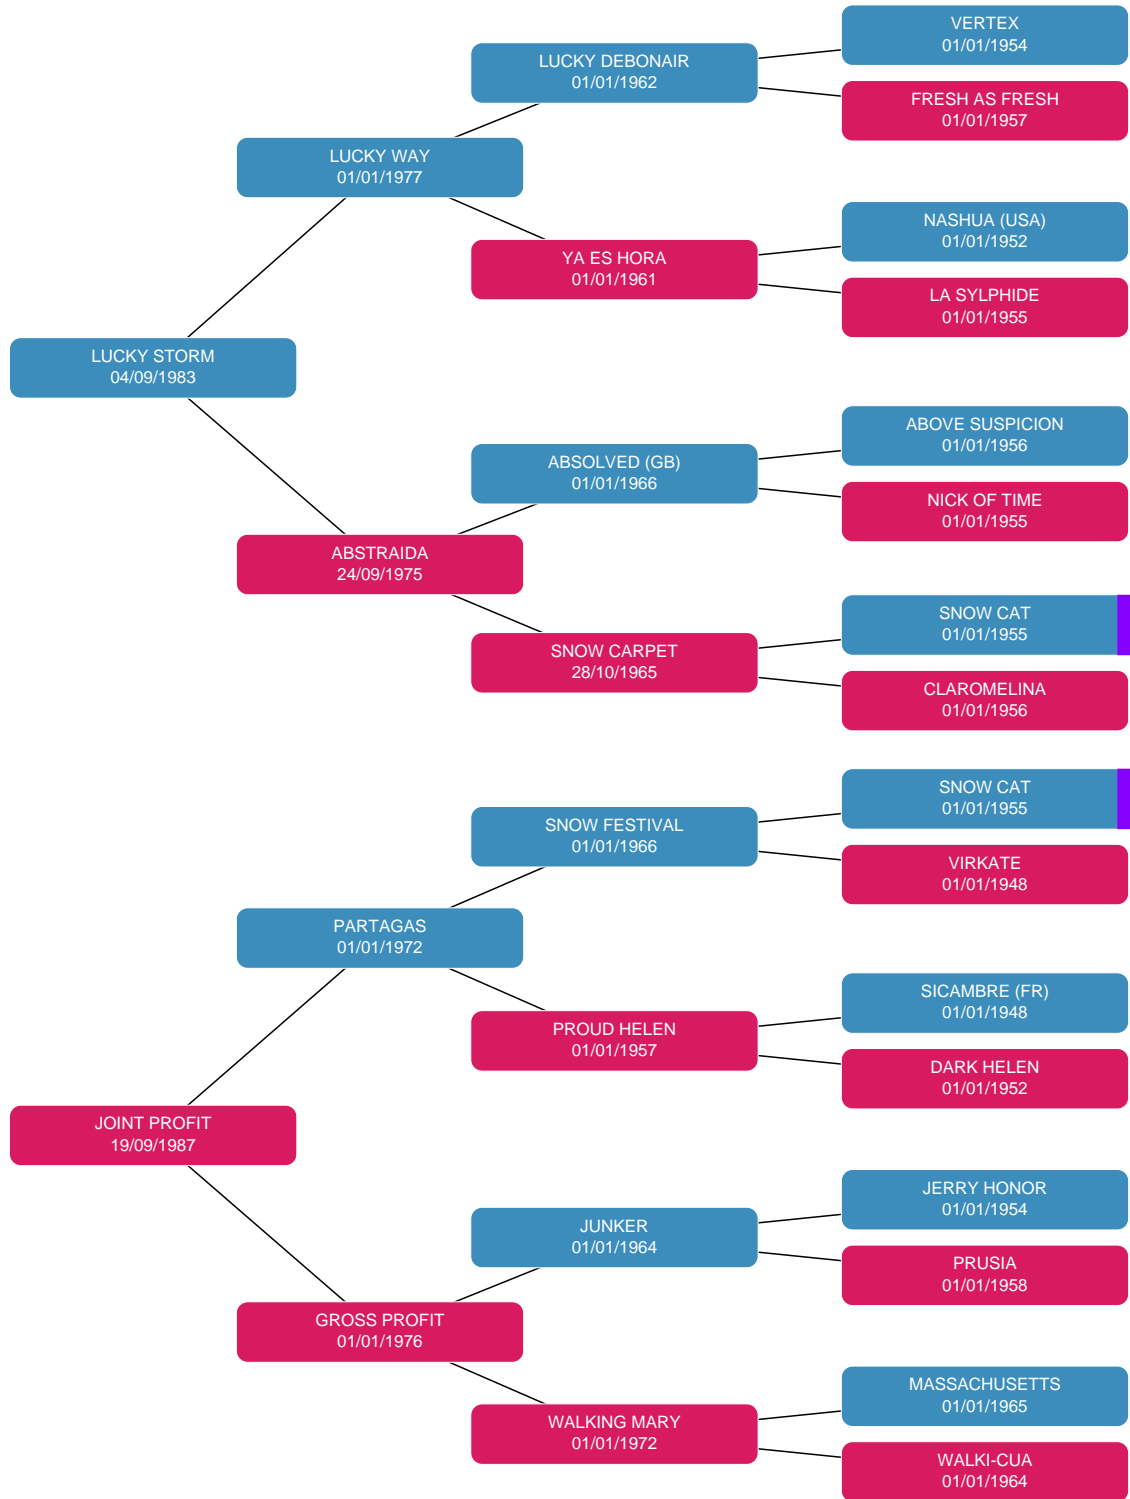 VERTEX
01/01/1954
LUCKY DEBONAIR
01/01/1962
FRESH AS FRESH
01/01/1957
LUCKY WAY
01/01/1977
NASHUA (USA)
01/01/1952
YA ES HORA
01/01/1961
LA SYLPHIDE
01/01/1955
LUCKY STORM
04/09/1983
ABOVE SUSPICION
01/01/1956
ABSOLVED (GB)
01/01/1966
NICK OF TIME
01/01/1955
ABSTRAIDA
24/09/1975
SNOW CAT
01/01/1955
SNOW CARPET
28/10/1965
CLAROMELINA
01/01/1956
SNOW CAT
01/01/1955
SNOW FESTIVAL
01/01/1966
VIRKATE
01/01/1948
PARTAGAS
01/01/1972
SICAMBRE (FR)
01/01/1948
PROUD HELEN
01/01/1957
DARK HELEN
01/01/1952
JOINT PROFIT
19/09/1987
JERRY HONOR
01/01/1954
JUNKER
01/01/1964
PRUSIA
01/01/1958
GROSS PROFIT
01/01/1976
MASSACHUSETTS
01/01/1965
WALKING MARY
01/01/1972
WALKI-CUA
01/01/1964